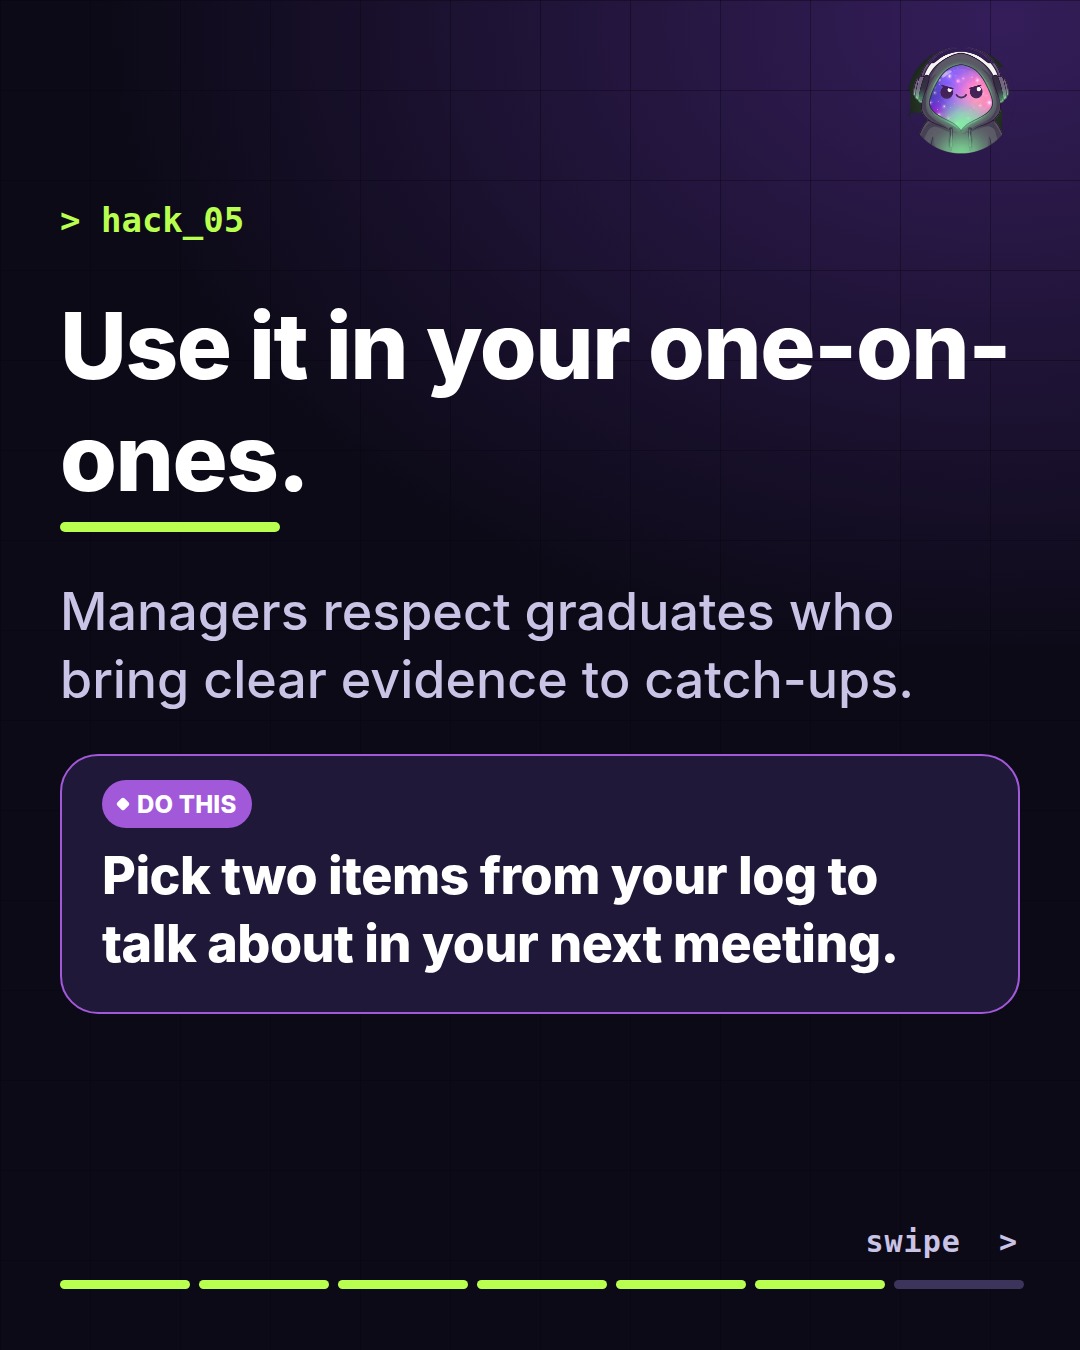 > hack_05
Use it in your one-on-
ones.
Managers respect graduates who
bring clear evidence to catch-ups.
DO THIS
Pick two items from your log to
talk about in your next meeting.
swipe >